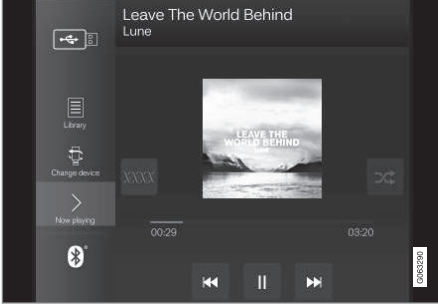 Leave The World Behind
Lune
Library
Change device
Now playing
LEAVE THE
WORLD BEHIND
LUNE
XXXX
00:29
03:20
G063290